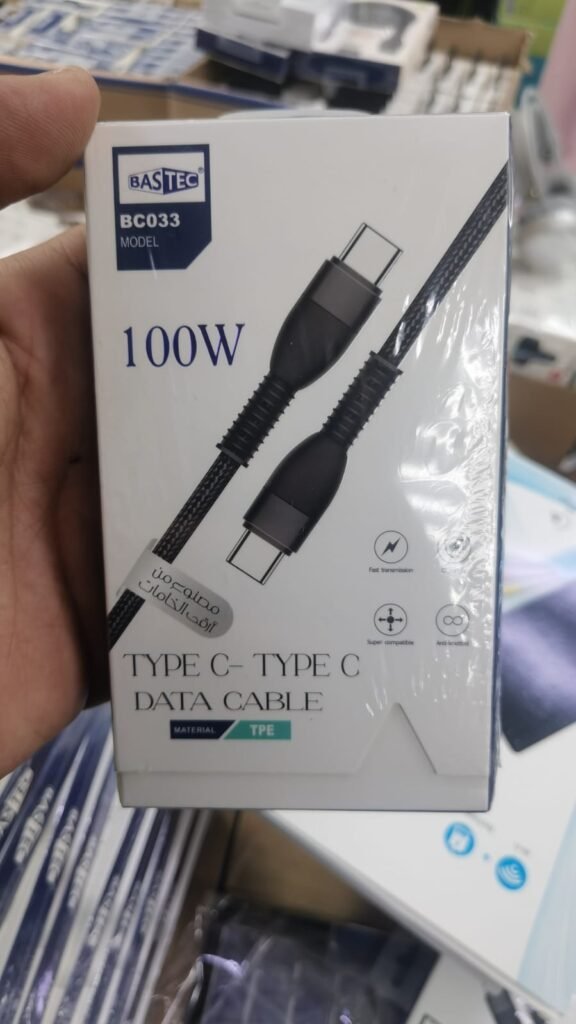 BASTEC®
BC033
MODEL
100W
Fast transmission
Super compatible
Anti-knotted
مصنوع من
أرقى الخامات
TYPE C- TYPE C
DATA CABLE
MATERIAL TPE